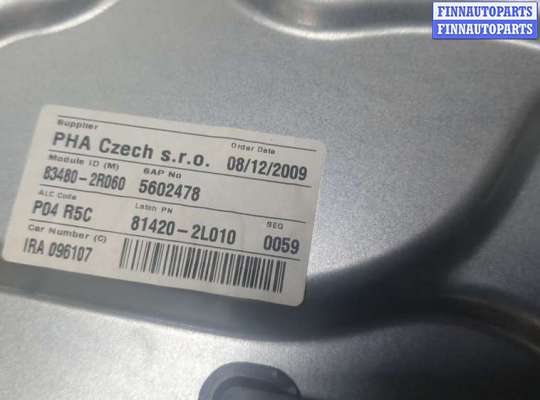 FINNAUTOPARTS
FINNAUTOPARTS
Supplier Order Date
PHA Czech s.r.o. 08/12/2009
Module ID (M) SAP No
83480-2R060 5602478
ALC Code Latch PN SEQ
P04 R5C 81420-2L010 0059
Car Number (C)
IRA 096107